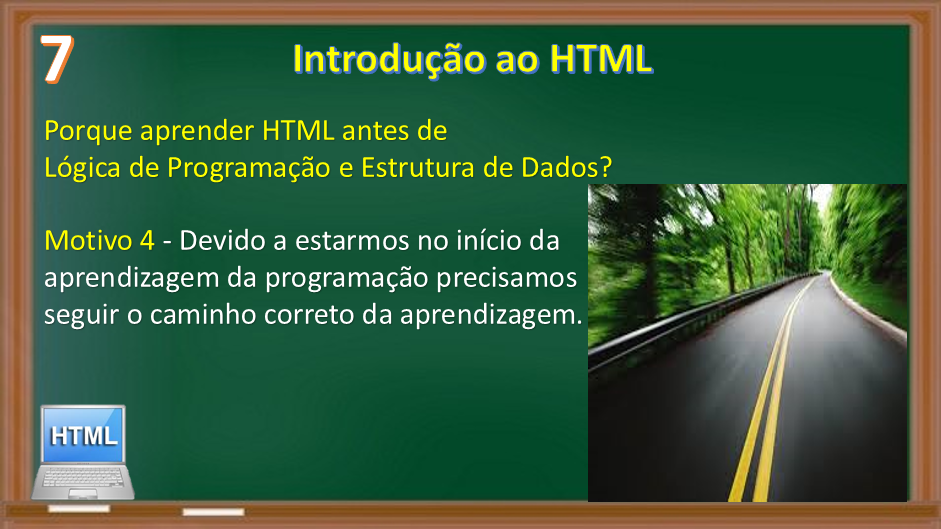 7
Introdução ao HTML
Porque aprender HTML antes de
Lógica de Programação e Estrutura de Dados?
Motivo 4 - Devido a estarmos no início da
aprendizagem da programação precisamos
seguir o caminho correto da aprendizagem.
HTML